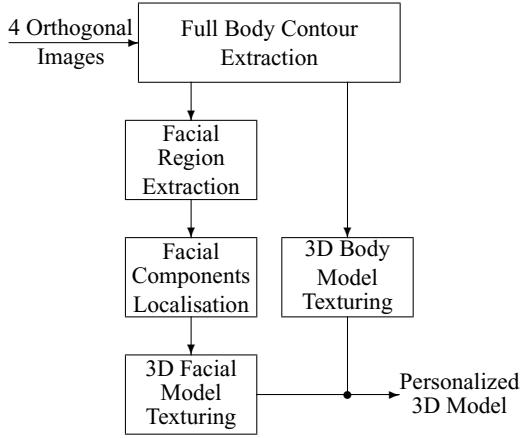 4 Orthogonal
Images
Full Body Contour
Extraction
Facial
Region
Extraction
Facial
Components
Localisation
3D Body
Model
Texturing
3D Facial
Model
Texturing
Personalized
3D Model